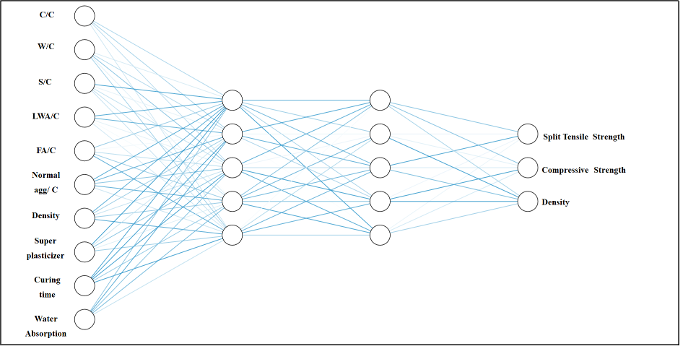 C/C
W/C
S/C
LWA/C
FA/C
Normal
agg/ C
Density
Super
plasticizer
Curing
time
Water
Absorption
Split Tensile Strength
Compressive Strength
Density